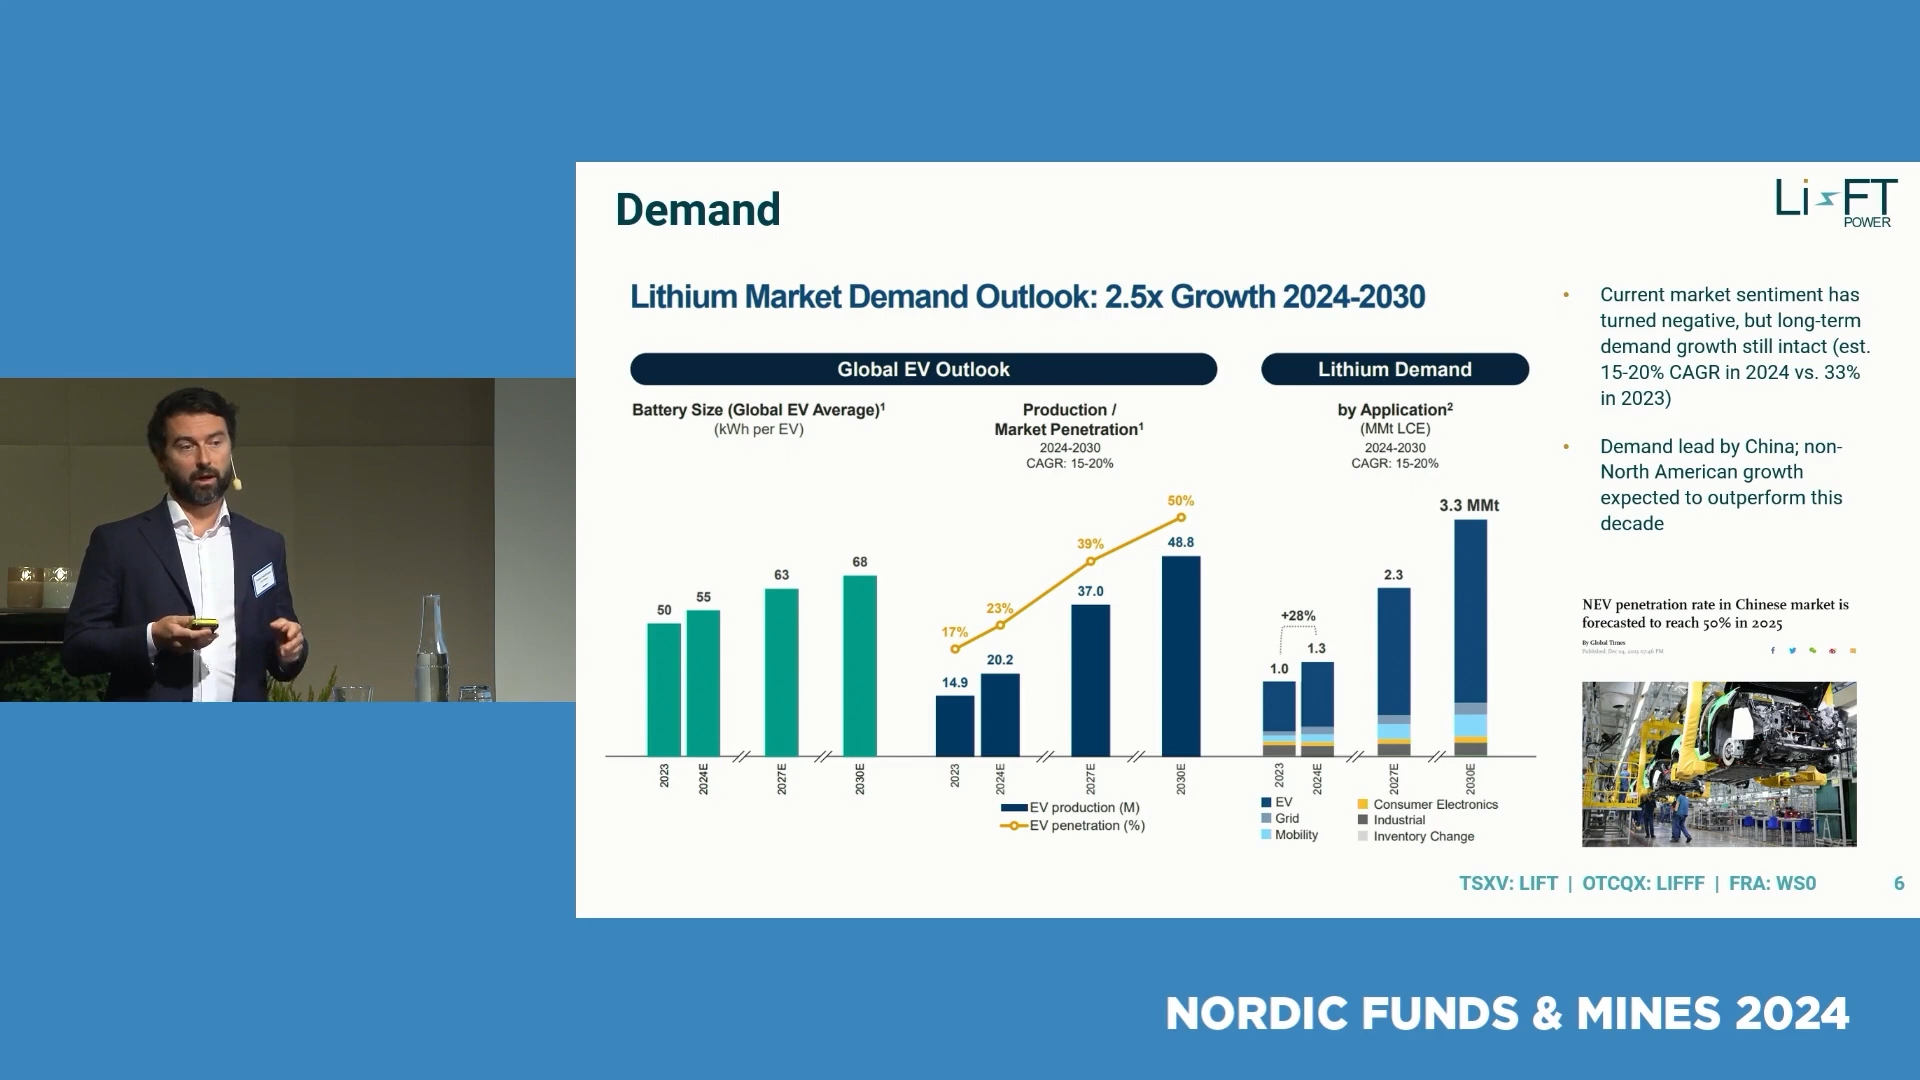 Demand
Li FT
POWER
Lithium Market Demand Outlook: 2.5x Growth 2024-2030
Global EV Outlook
Battery Size (Global EV Average)¹
(kWh per EV)
50
55
63
68
2023
2024E
2027E
2030E
Production /
Market Penetration¹
2024-2030
CAGR: 15-20%
17%
23%
39%
50%
14.9
20.2
37.0
48.8
2023
2024E
2027E
2030E
EV production (M)
EV penetration (%)
Lithium Demand
by Application²
(MMt LCE)
2024-2030
CAGR: 15-20%
+28%
1.0
1.3
2.3
3.3 MMt
2023
2024E
2027E
2030E
EV
Grid
Mobility
Consumer Electronics
Industrial
Inventory Change
• Current market sentiment has
turned negative, but long-term
demand growth still intact (est.
15-20% CAGR in 2024 vs. 33%
in 2023)
• Demand lead by China; non-
North American growth
expected to outperform this
decade
NEV penetration rate in Chinese market is
forecasted to reach 50% in 2025
By Global Times
TSXV: LIFT | OTCQX: LIFFF | FRA: WS0
6
NORDIC FUNDS & MINES 2024